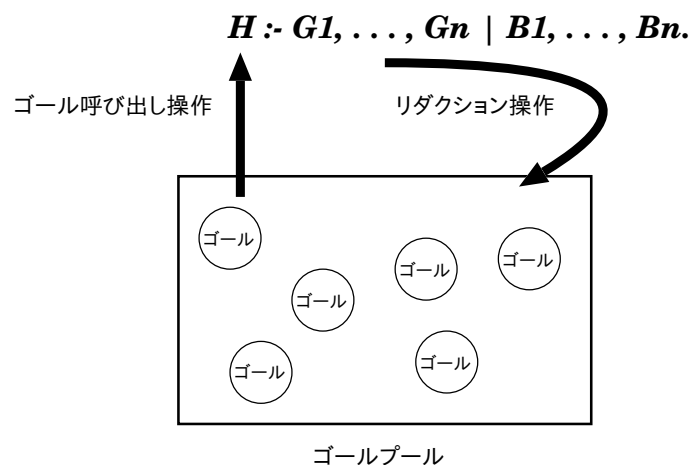 H :- G1, . . . , Gn | B1, . . . , Bn.
ゴール呼び出し操作
リダクション操作
ゴール
ゴール
ゴール
ゴール
ゴール
ゴール
ゴールプール